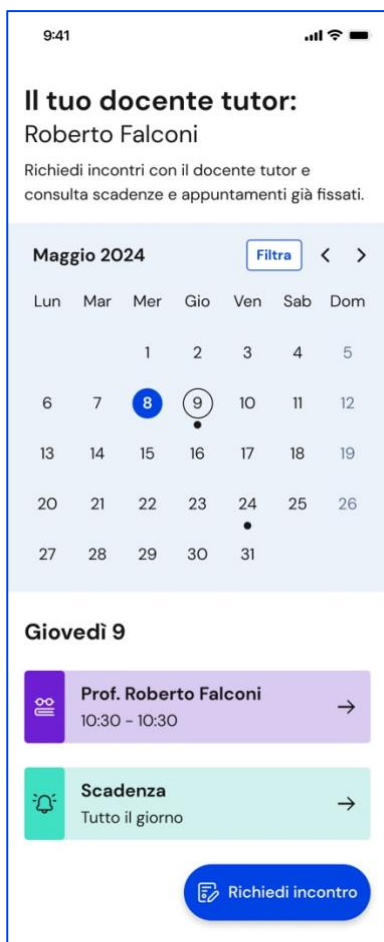 9:41
Il tuo docente tutor:
Roberto Falconi
Richiedi incontri con il docente tutor e
consulta scadenze e appuntamenti già fissati.
Maggio 2024 Filtra
Lun Mar Mer Gio Ven Sab Dom
1 2 3 4 5
6 7 8 9 10 11 12
13 14 15 16 17 18 19
20 21 22 23 24 25 26
27 28 29 30 31
Giovedì 9
Prof. Roberto Falconi
10:30 - 10:30
Scadenza
Tutto il giorno
Richiedi incontro